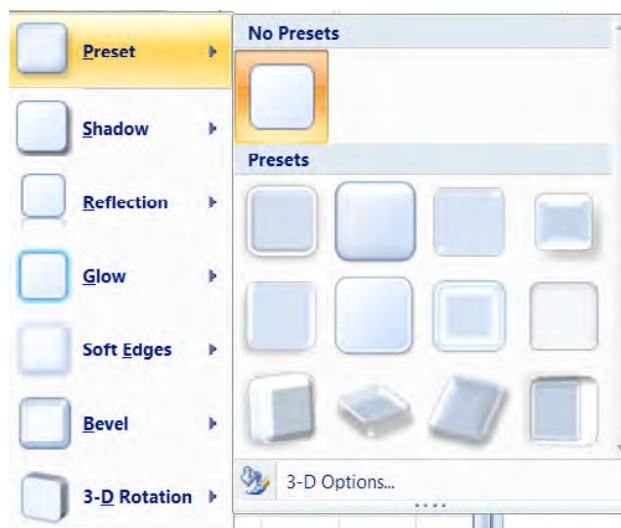 Preset
Shadow
Reflection
Glow
Soft Edges
Bevel
3-D Rotation
No Presets
Presets
3-D Options...